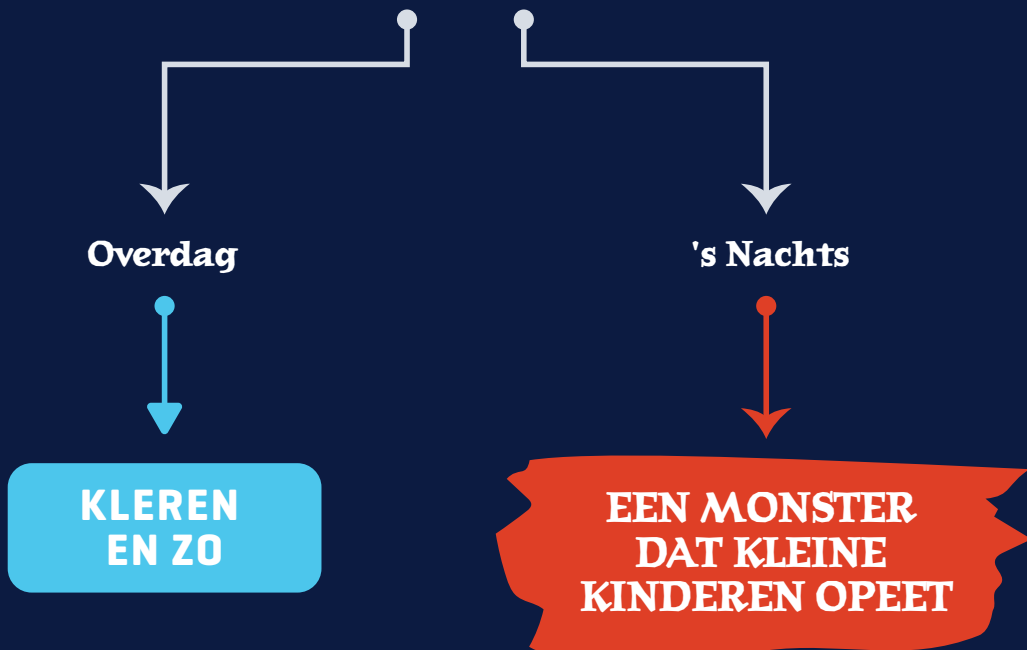 Overdag
's Nachts
KLEREN
EN ZO
EEN MONSTER
DAT KLEINE
KINDEREN OPEET